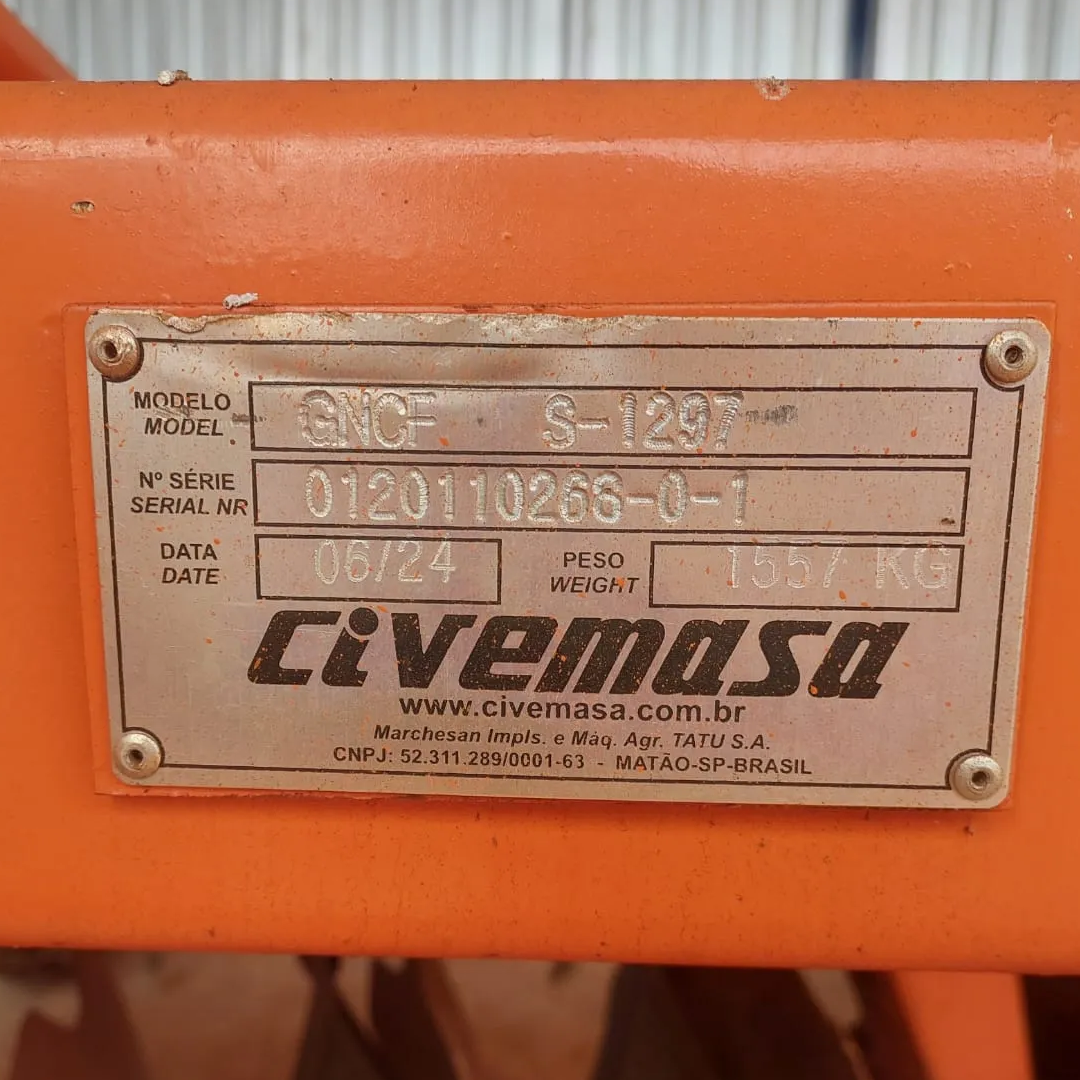 MODELO
MODEL
GNCF S-1297
Nº SÉRIE
SERIAL NR
0120110266-0-1
DATA
DATE
06/24
PESO
WEIGHT
1557 KG
civemasa
www.civemasa.com.br
Marchesan Impls. e Máq. Agr. TATU S.A.
CNPJ: 52.311.289/0001-63 - MATÃO-SP-BRASIL